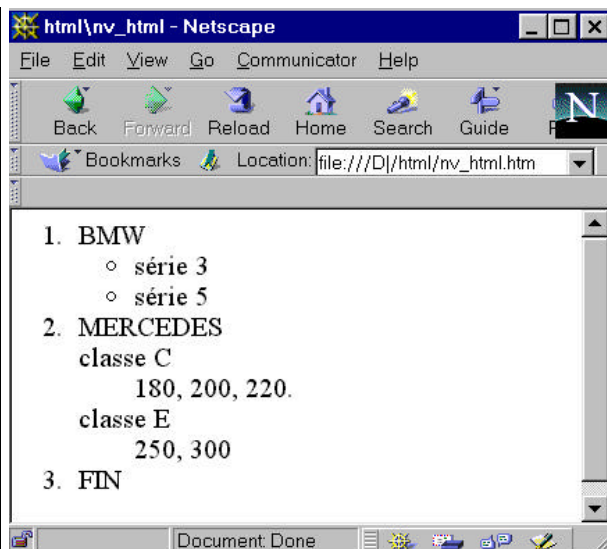 html\nv_html - Netscape
File Edit View Go Communicator Help
Back Forward Reload Home Search Guide
N
Bookmarks Location: file:///D|/html/nv_html.htm
1. BMW
série 3
série 5
2. MERCEDES
classe C
180, 200, 220.
classe E
250, 300
3. FIN
Document: Done